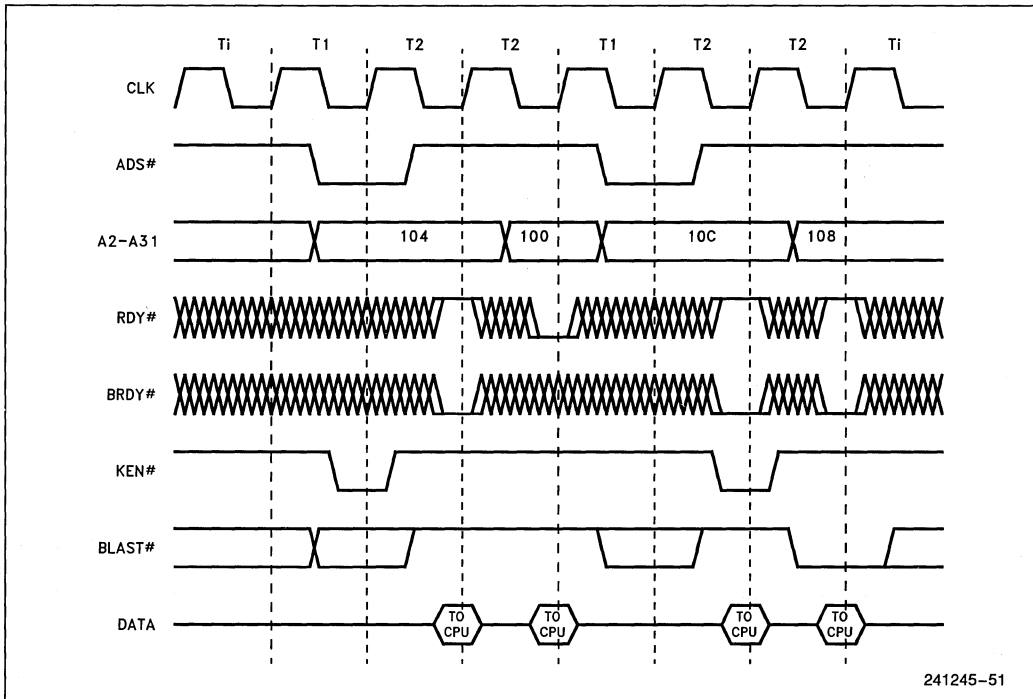 Ti T1 T2 T2 T1 T2 T2 Ti
CLK
ADS#
A2-A31 104 100 10C 108
RDY#
BRDY#
KEN#
BLAST#
DATA TO CPU TO CPU TO CPU TO CPU
241245-51